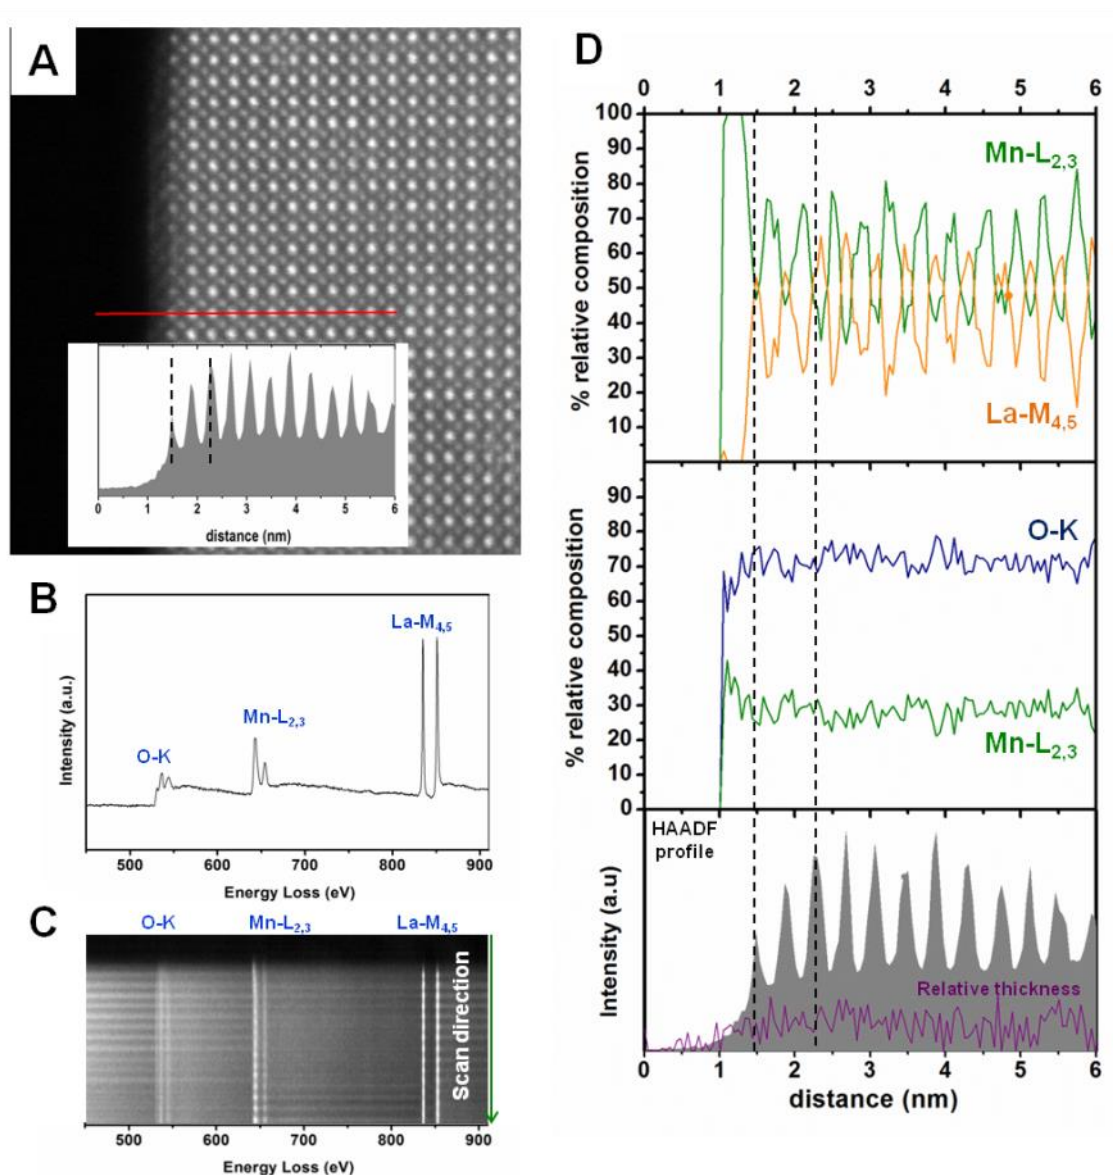 A
0 1 2 3 4 5 6
distance (nm)
B
Intensity (a.u.)
O-K
Mn-L2,3
La-M4,5
500 600 700 800 900
Energy Loss (eV)
C
O-K Mn-L2,3 La-M4,5
Scan direction
500 600 700 800 900
Energy Loss (eV)
D
0 1 2 3 4 5 6
% relative composition
100
90
80
70
60
50
40
30
20
10
Mn-L2,3
La-M4,5
% relative composition
90
80
70
60
50
40
30
20
10
0
O-K
Mn-L2,3
Intensity (a.u)
HAADF
profile
Relative thickness
0 1 2 3 4 5 6
distance (nm)